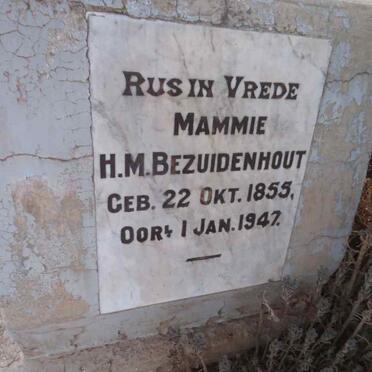 RUS IN VREDE
MAMMIE
H.M. BEZUIDENHOUT
GEB. 22 OKT. 1855,
OORL 1 JAN. 1947.